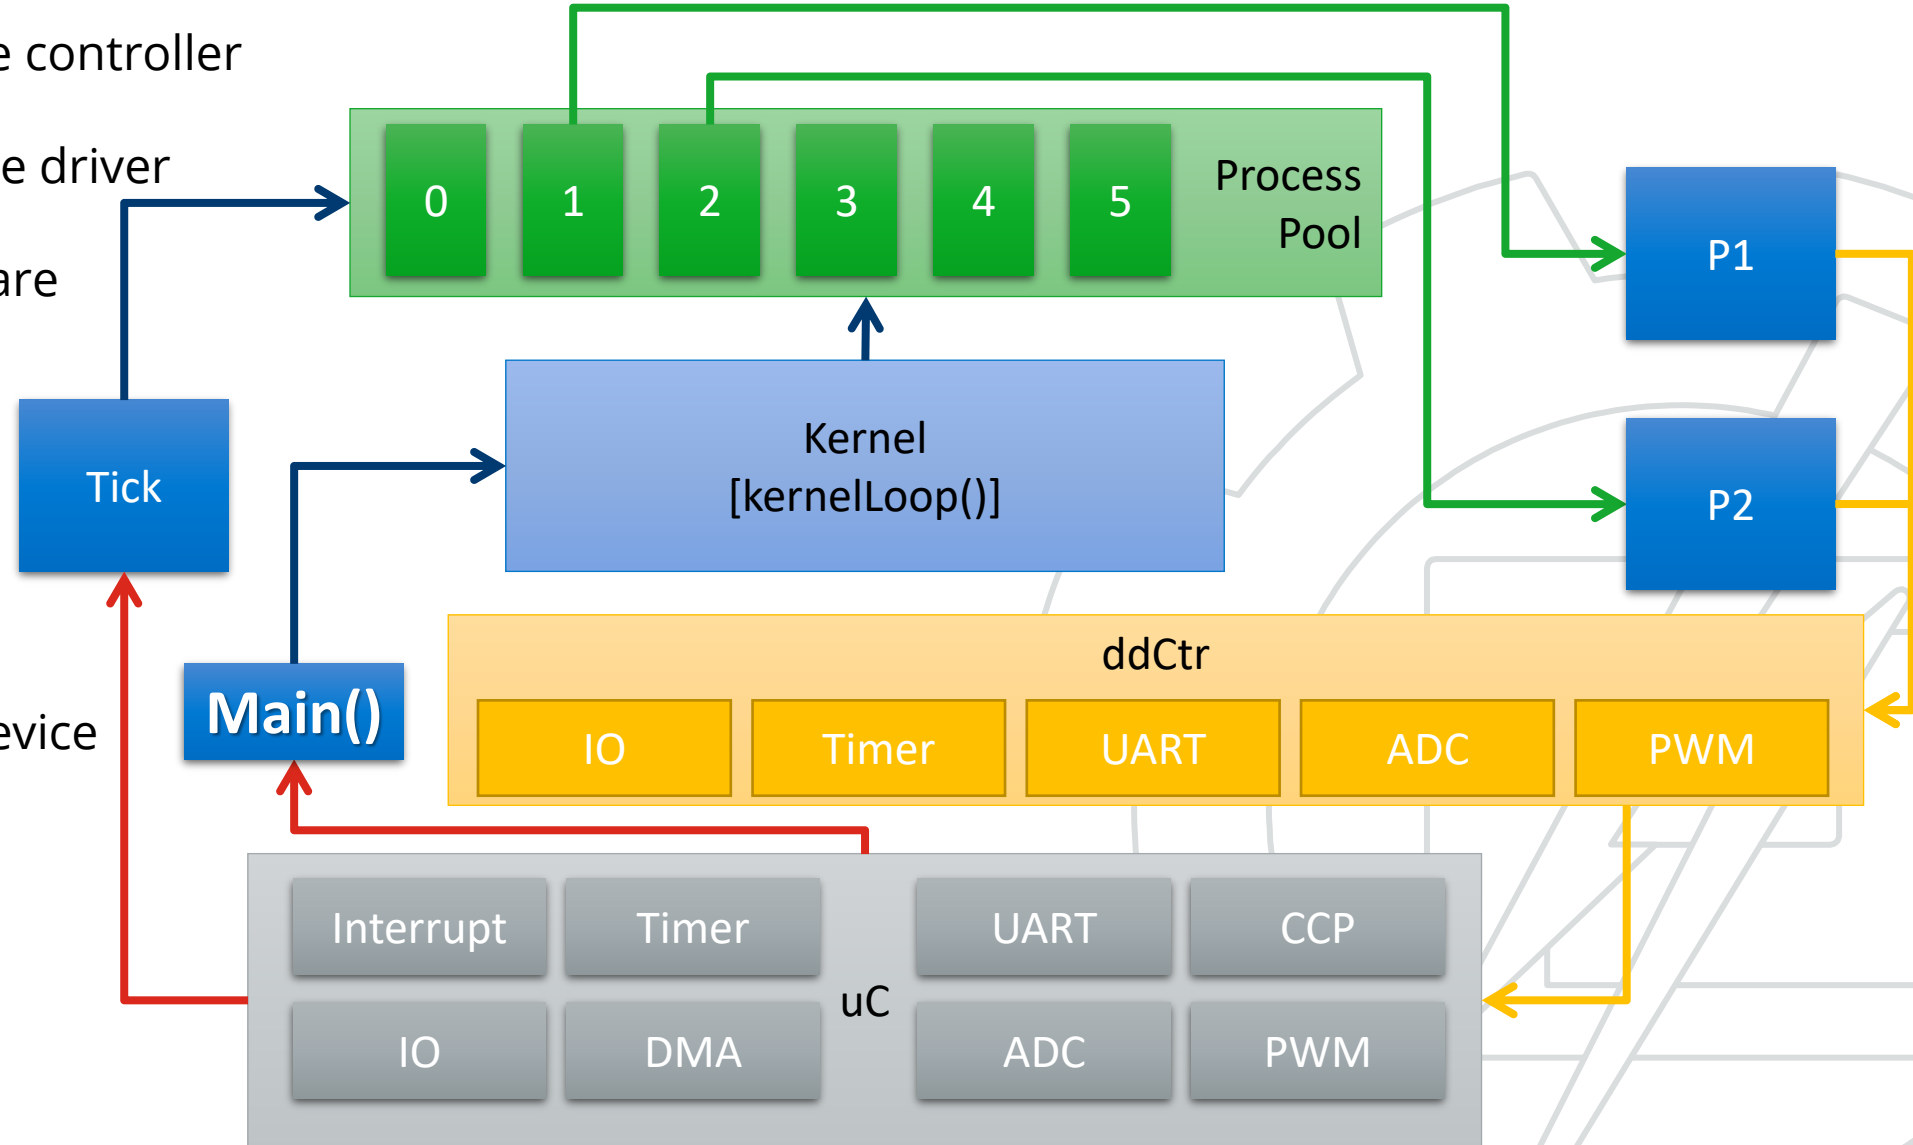 e controller
e driver
are
evice
0
1
2
3
4
5
Process
Pool
P1
Kernel
[kernelLoop()]
Tick
P2
ddCtr
Main()
IO
Timer
UART
ADC
PWM
Interrupt
Timer
UART
CCP
uC
IO
DMA
ADC
PWM